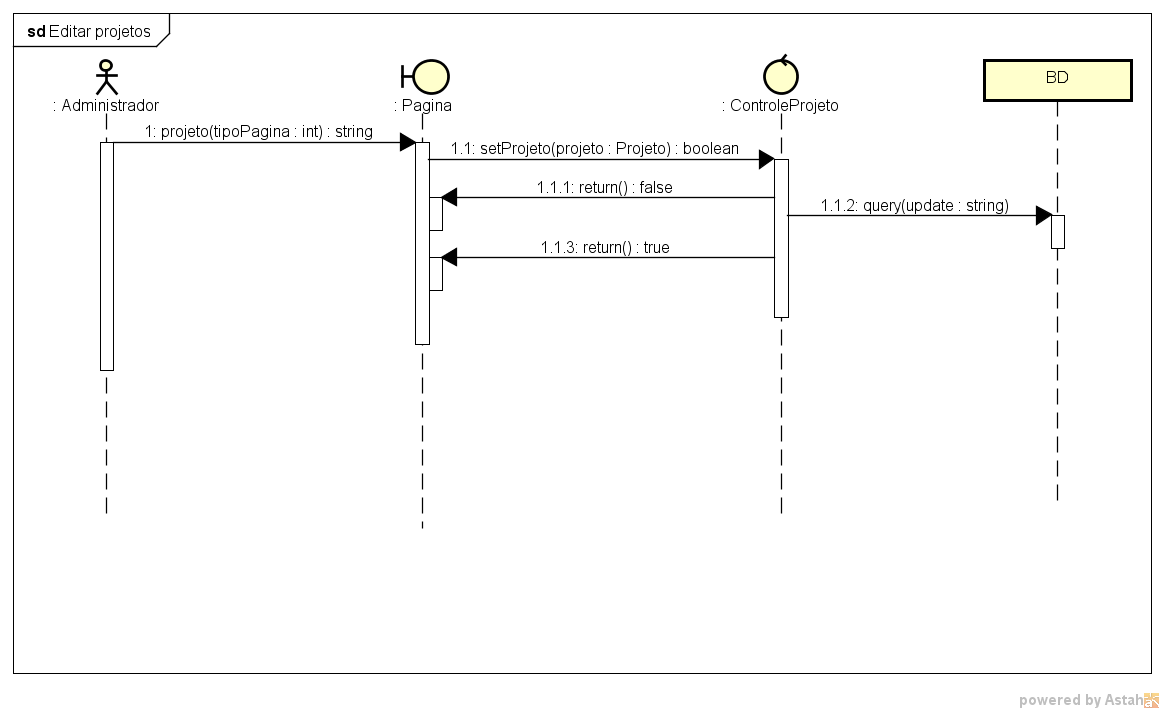 sd Editar projetos
: Administrador
: Pagina
: ControleProjeto
BD
1: projeto(tipoPagina : int) : string
1.1: setProjeto(projeto : Projeto) : boolean
1.1.1: return() : false
1.1.2: query(update : string)
1.1.3: return() : true
powered by Astah